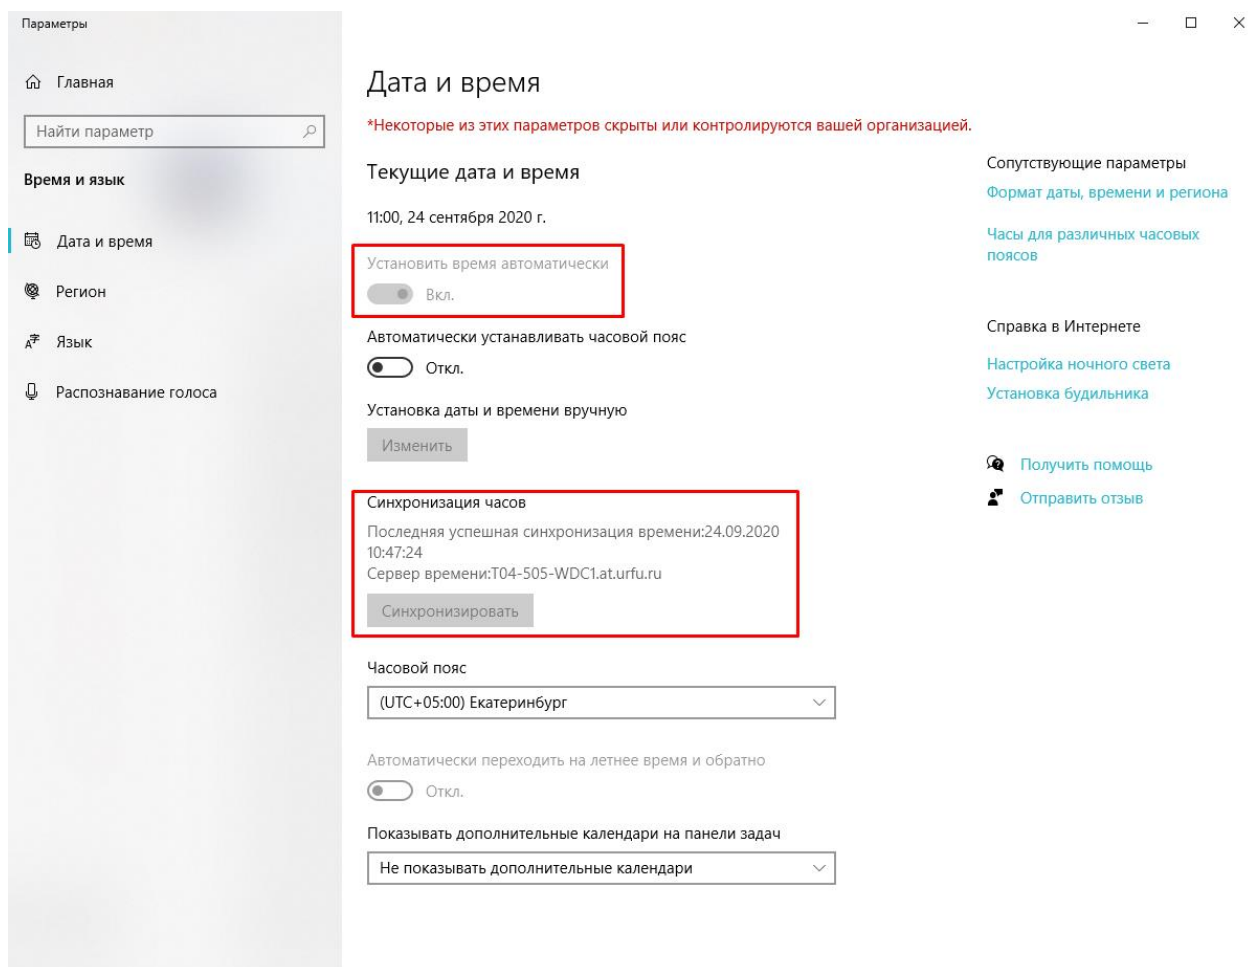 Параметры
Главная
Найти параметр
Время и язык
Дата и время
Регион
Язык
Распознавание голоса
Дата и время
*Некоторые из этих параметров скрыты или контролируются вашей организацией.
Текущие дата и время
11:00, 24 сентября 2020 г.
Установить время автоматически
Вкл.
Автоматически устанавливать часовой пояс
Откл.
Установка даты и времени вручную
Изменить
Синхронизация часов
Последняя успешная синхронизация времени:24.09.2020
10:47:24
Сервер времени:T04-505-WDC1.at.urfu.ru
Синхронизировать
Часовой пояс
(UTC+05:00) Екатеринбург
Автоматически переходить на летнее время и обратно
Откл.
Показывать дополнительные календари на панели задач
Не показывать дополнительные календари
Сопутствующие параметры
Формат даты, времени и региона
Часы для различных часовых
поясов
Справка в Интернете
Настройка ночного света
Установка будильника
Получить помощь
Отправить отзыв